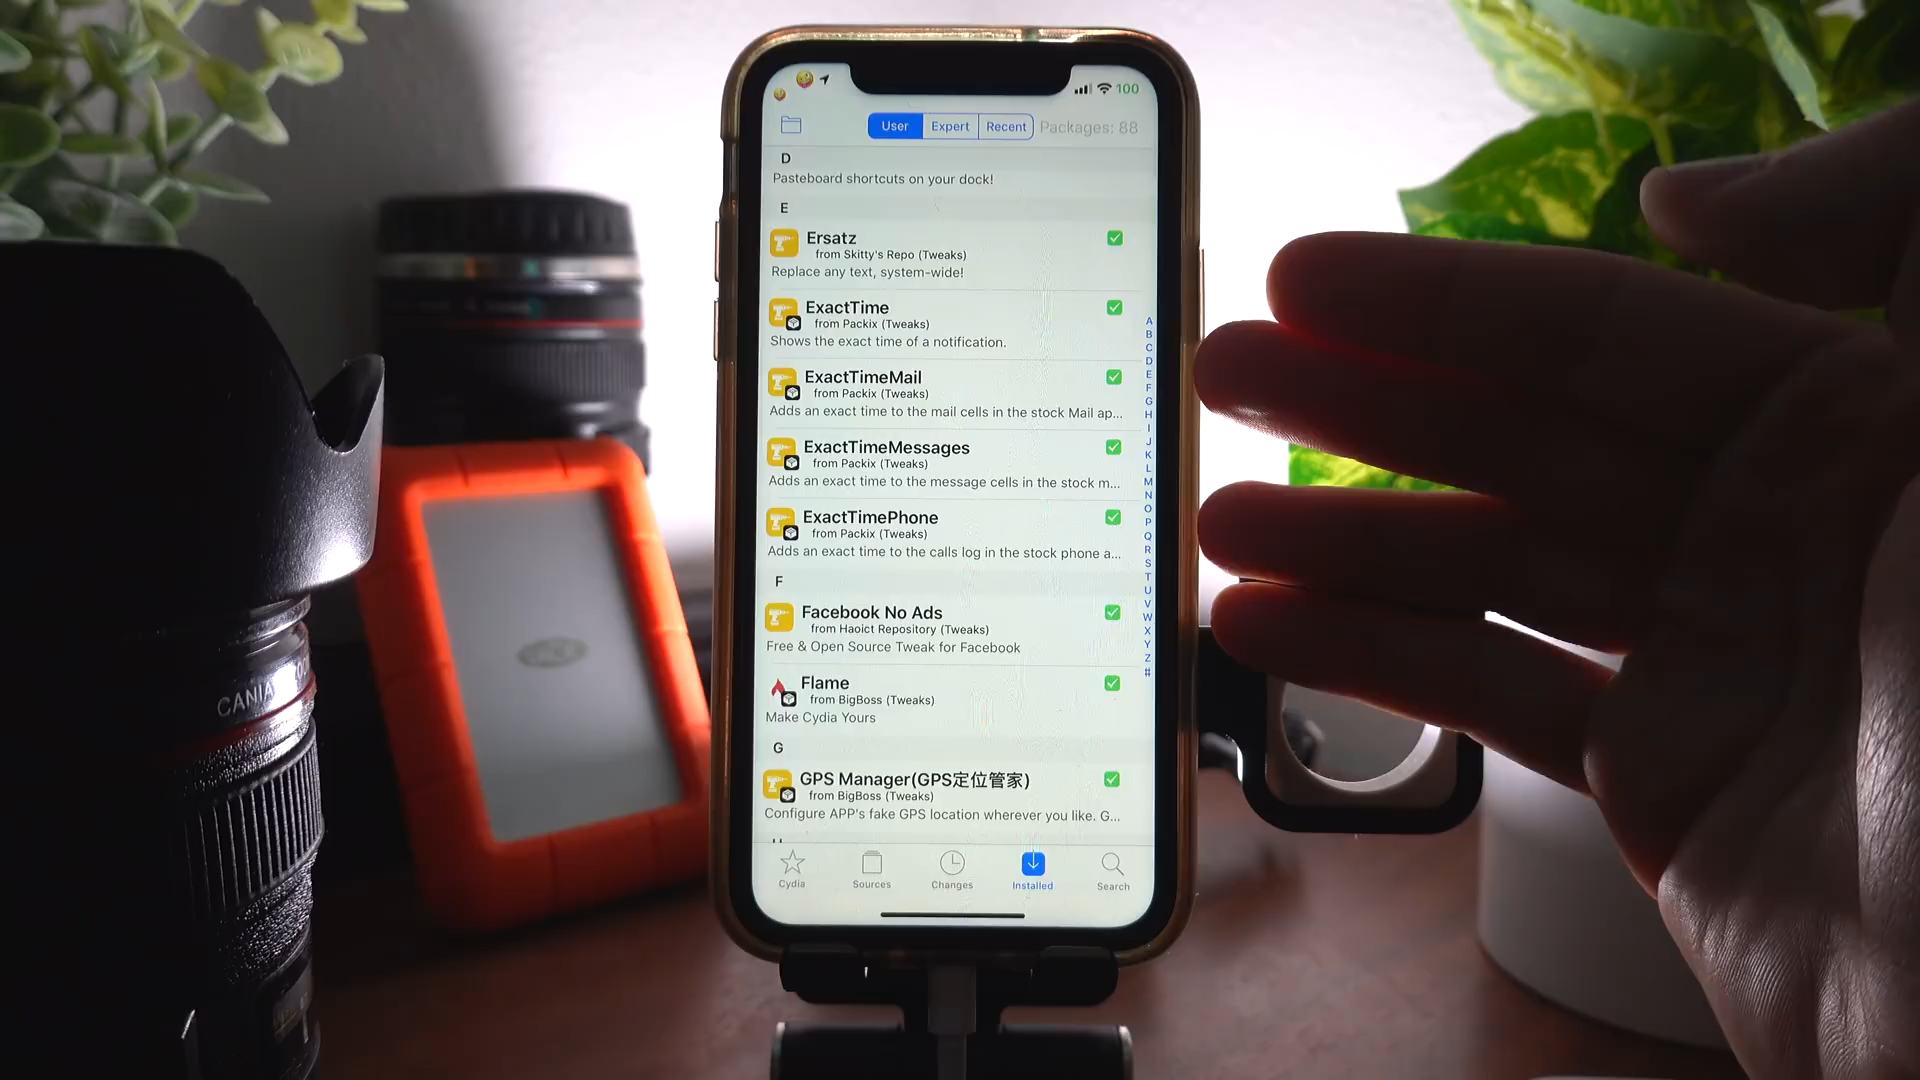 100
User
Expert
Recent
Packages: 88
D
Pasteboard shortcuts on your dock!
E
Ersatz
from Skitty's Repo (Tweaks)
Replace any text, system-wide!
ExactTime
from Packix (Tweaks)
Shows the exact time of a notification.
ExactTimeMail
from Packix (Tweaks)
Adds an exact time to the mail cells in the stock Mail ap...
ExactTimeMessages
from Packix (Tweaks)
Adds an exact time to the message cells in the stock m...
ExactTimePhone
from Packix (Tweaks)
Adds an exact time to the calls log in the stock phone a...
F
Facebook No Ads
from Haoict Repository (Tweaks)
Free & Open Source Tweak for Facebook
Flame
from BigBoss (Tweaks)
Make Cydia Yours
G
GPS Manager(GPS定位管家)
from BigBoss (Tweaks)
Configure APP's fake GPS location wherever you like. G...
A
B
C
D
E
F
G
H
I
J
K
L
M
N
O
P
Q
R
S
T
U
V
W
X
Y
Z
#
Cydia
Sources
Changes
Installed
Search